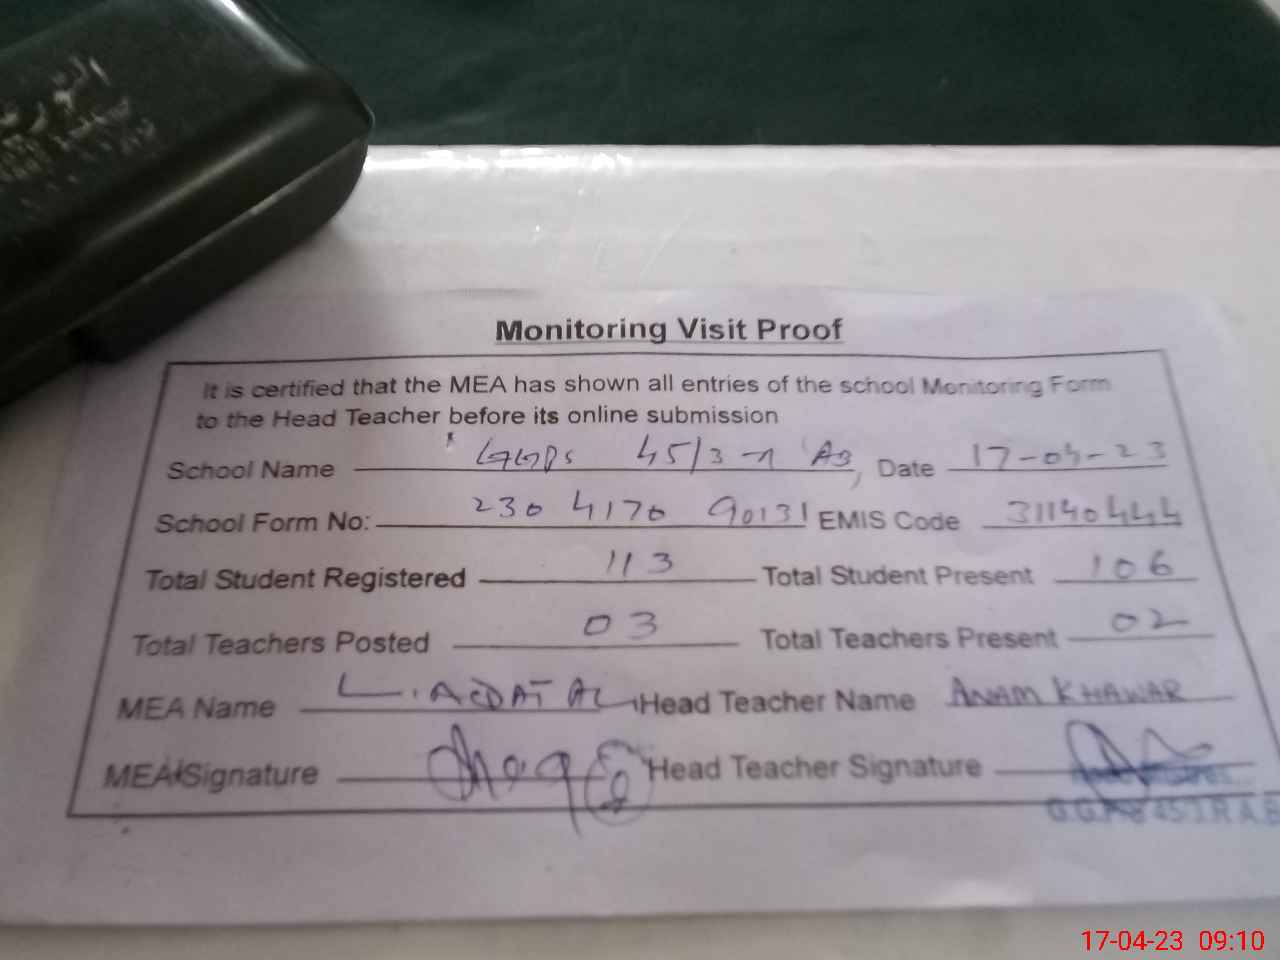 Monitoring Visit Proof
It is certified that the MEA has shown all entries of the school Monitoring Form
to the Head Teacher before its online submission
School Name GGPS 45/3-R AB, Date 17-04-23
School Form No: 230 4170 90131 EMIS Code 31140444
Total Student Registered 113 Total Student Present 106
Total Teachers Posted 03 Total Teachers Present 02
MEA Name Head Teacher Name ANAM KHAWAR
MEA Signature Head Teacher Signature
17-04-23 09:10